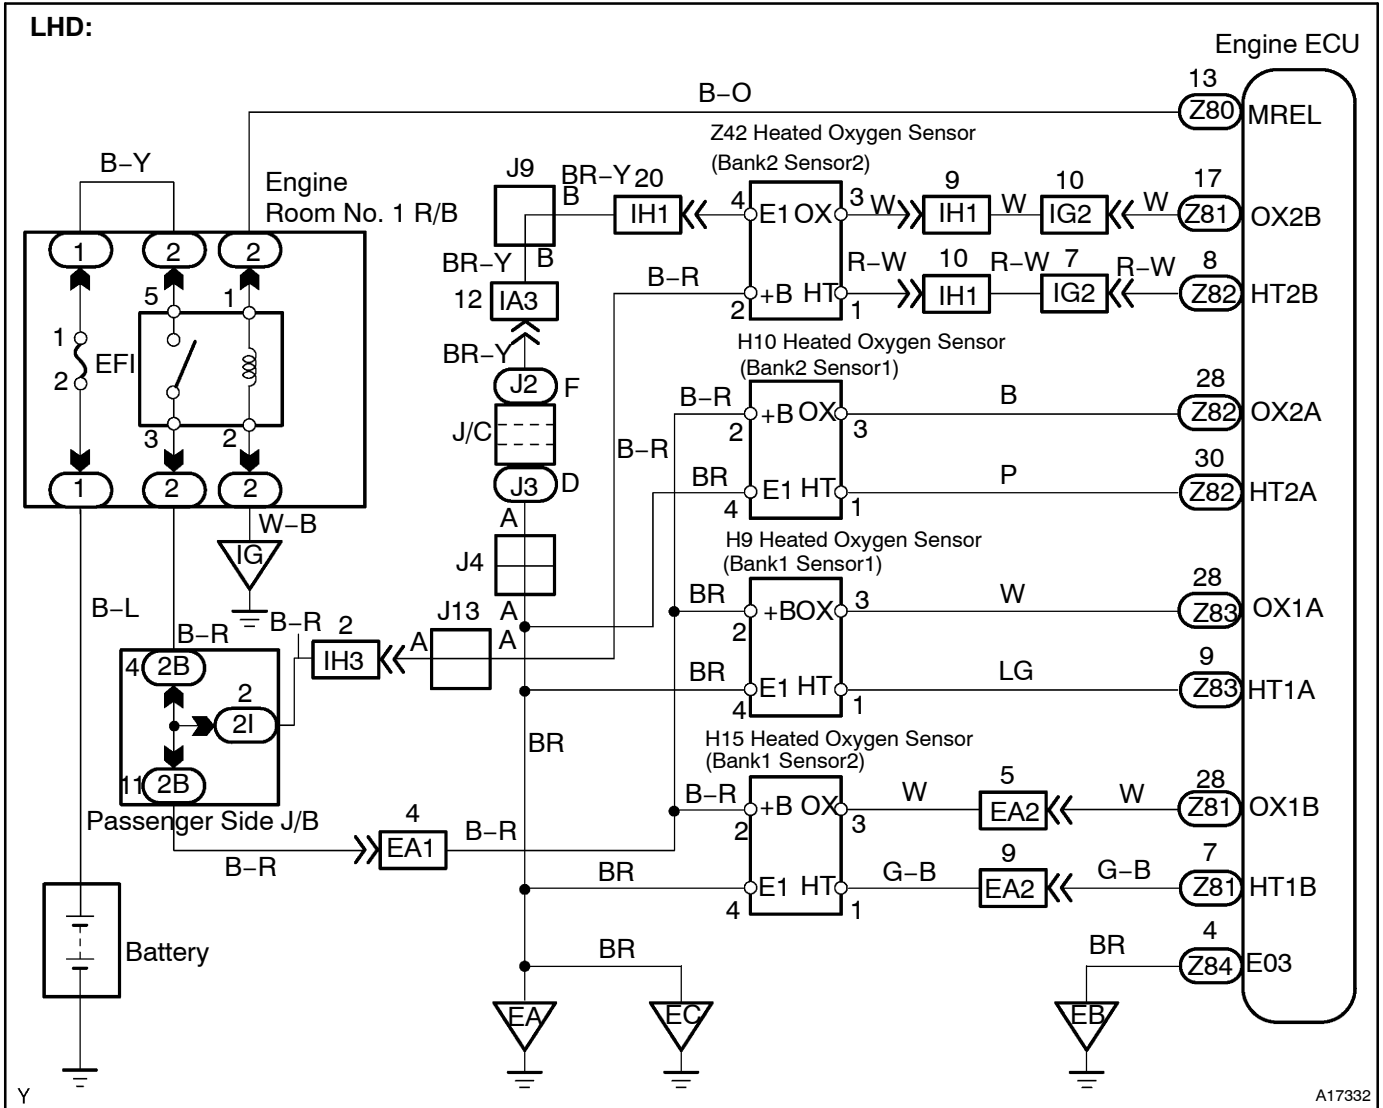 LHD:
Engine ECU
B–O
13
Z80
MREL
Z42 Heated Oxygen Sensor
(Bank2 Sensor2)
B–Y
Engine
Room No. 1 R/B
J9
B
BR–Y
20
IH1
4
E1
OX
3
W
9
IH1
W
10
IG2
W
17
Z81
OX2B
1
2
2
BR–Y
B
B–R
2
+B
HT
1
R–W
10
IH1
R–W
7
IG2
R–W
8
Z82
HT2B
12
IA3
5
1
1
2
EFI
3
2
BR–Y
J2
F
J/C
J3
D
H10 Heated Oxygen Sensor
(Bank2 Sensor1)
B–R
2
+B
OX
3
B
28
Z82
OX2A
B–R
BR
4
E1
HT
1
P
30
Z82
HT2A
1
2
2
W–B
IG
A
J4
A
H9 Heated Oxygen Sensor
(Bank1 Sensor1)
BR
2
+B
OX
3
W
28
Z83
OX1A
B–L
B–R
B–R
2
IH3
A
J13
A
BR
4
E1
HT
1
LG
9
Z83
HT1A
4
2B
2
2I
11
2B
Passenger Side J/B
BR
H15 Heated Oxygen Sensor
(Bank1 Sensor2)
B–R
2
+B
OX
3
W
5
EA2
W
28
Z81
OX1B
B–R
4
EA1
B–R
BR
4
E1
HT
1
G–B
9
EA2
G–B
7
Z81
HT1B
Battery
BR
BR
4
Z84
E03
EA
EC
EB
Y
A17332